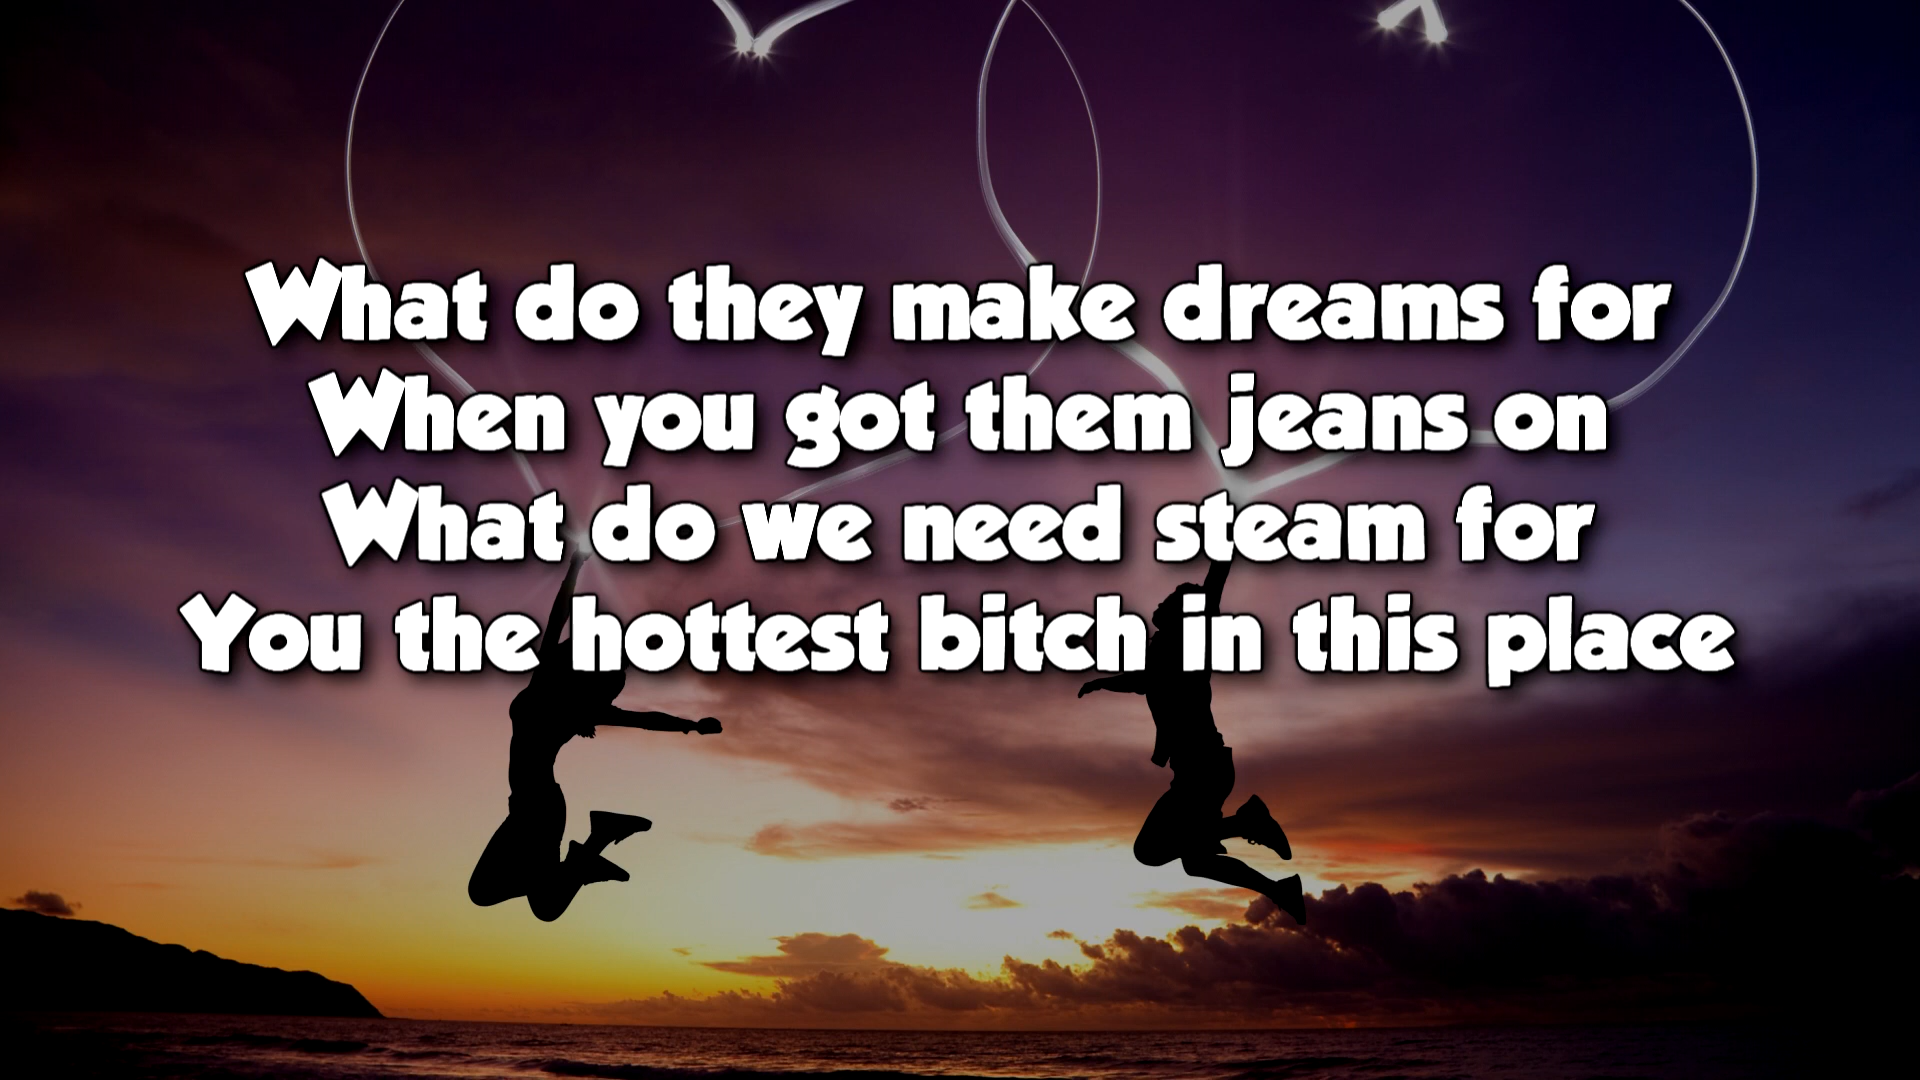 What do they make dreams for
When you got them jeans on
What do we need steam for
You the hottest bitch in this place